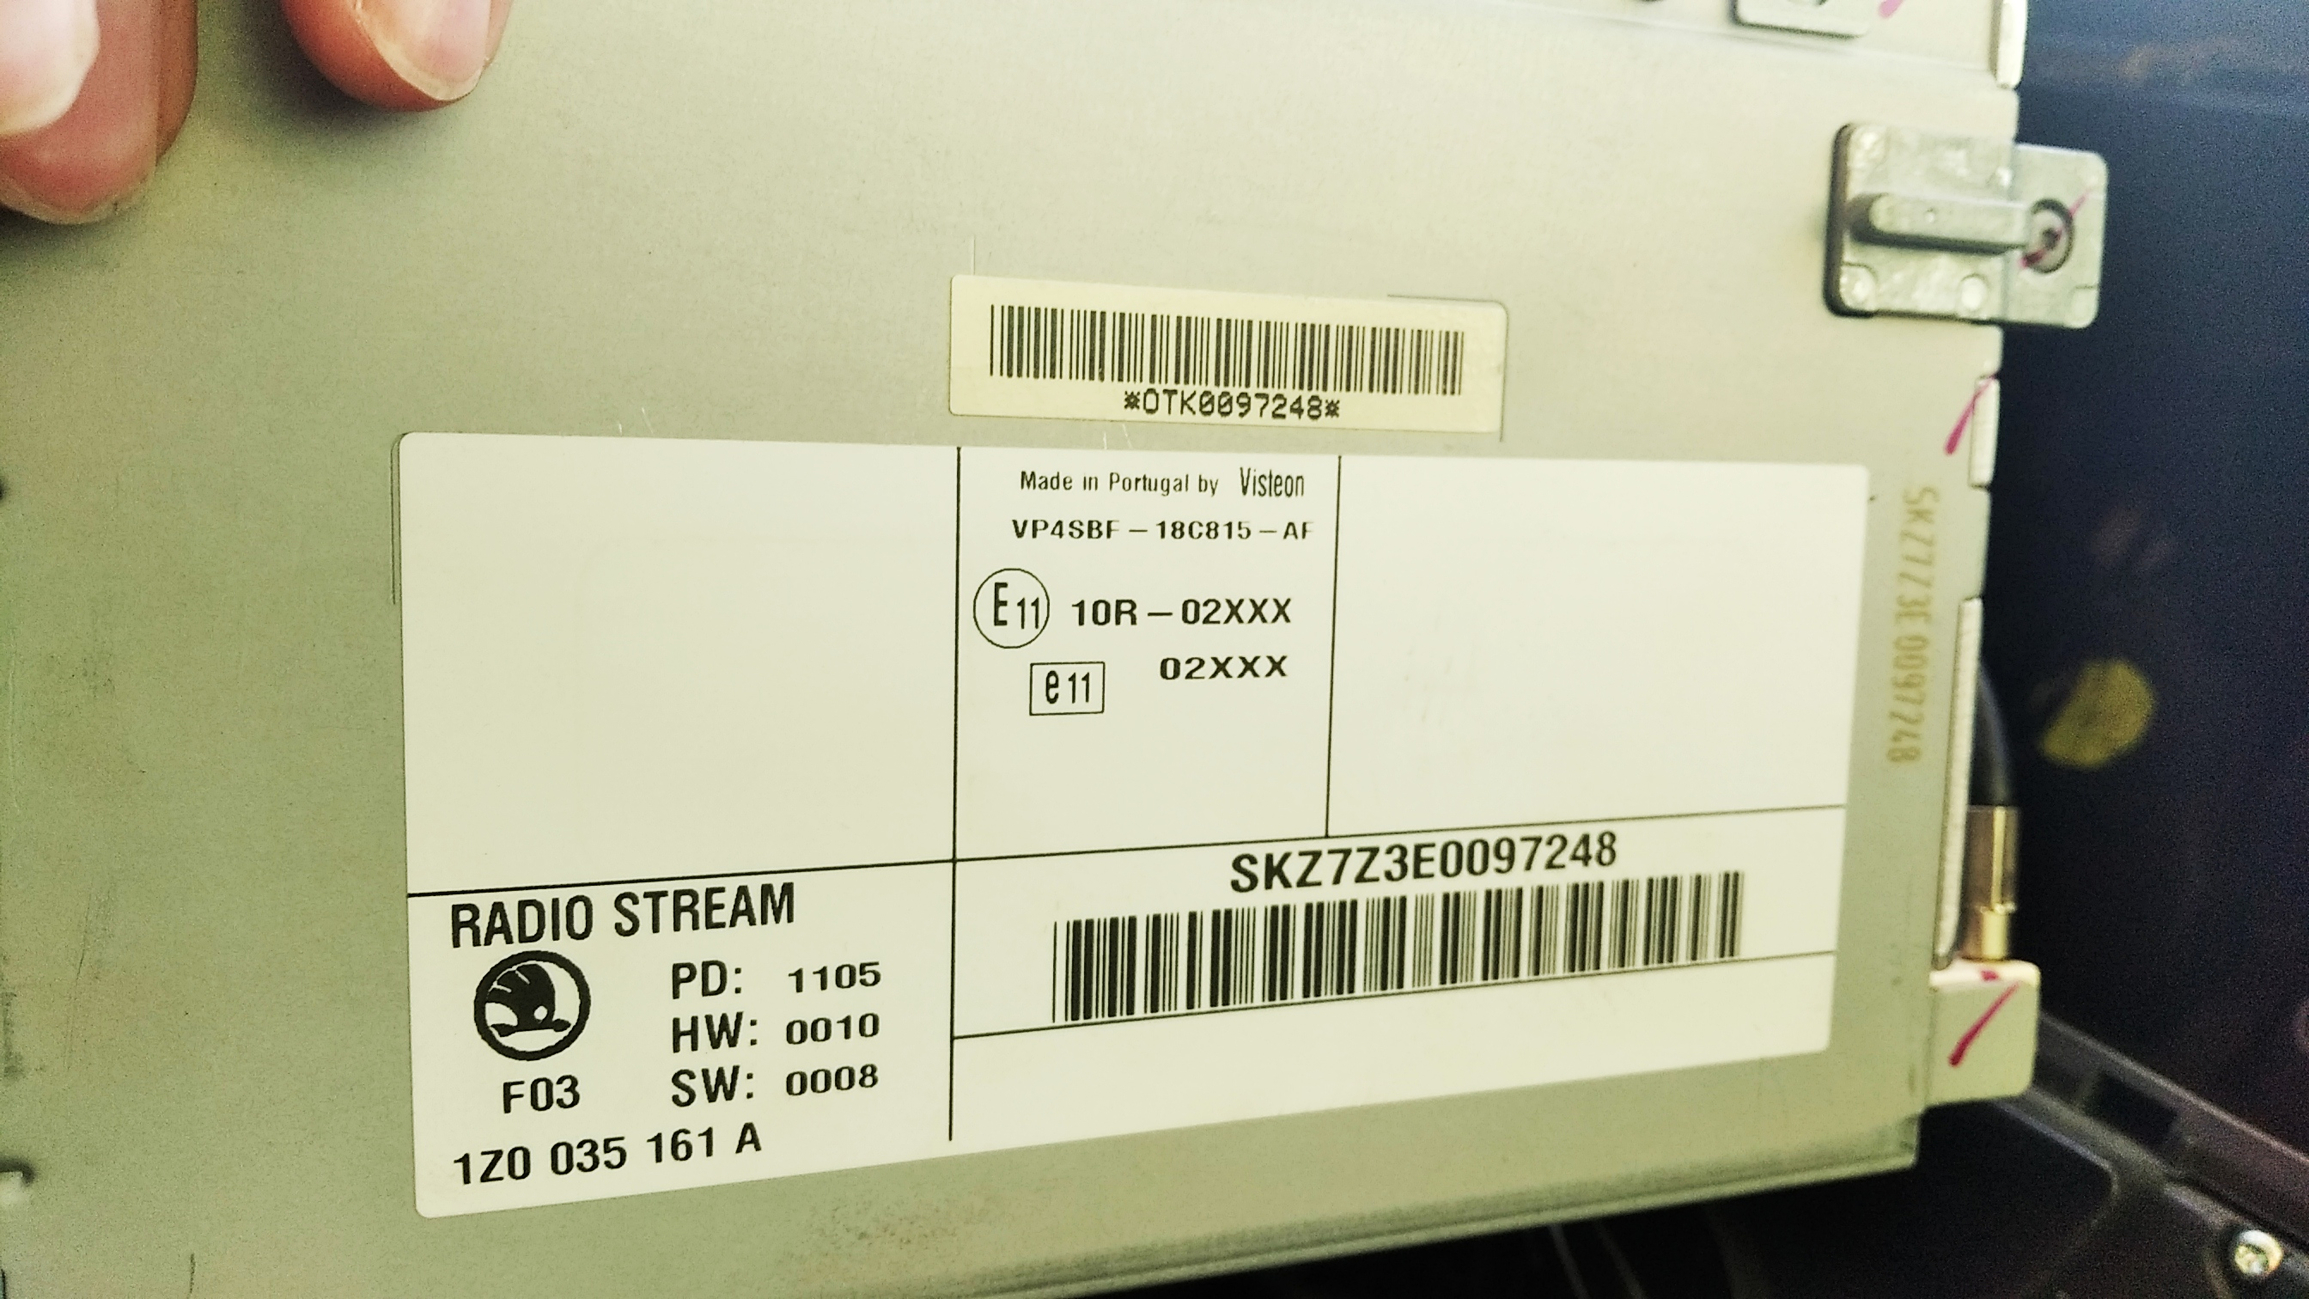 *OTK0097248*
Made in Portugal by Visteon
VP4SBF-18C815-AF
E11 10R-02XXX
e11 02XXX
SKZ7Z3E0097248
RADIO STREAM
PD: 1105
HW: 0010
F03 SW: 0008
1Z0 035 161 A
SKZ7Z3E0097248